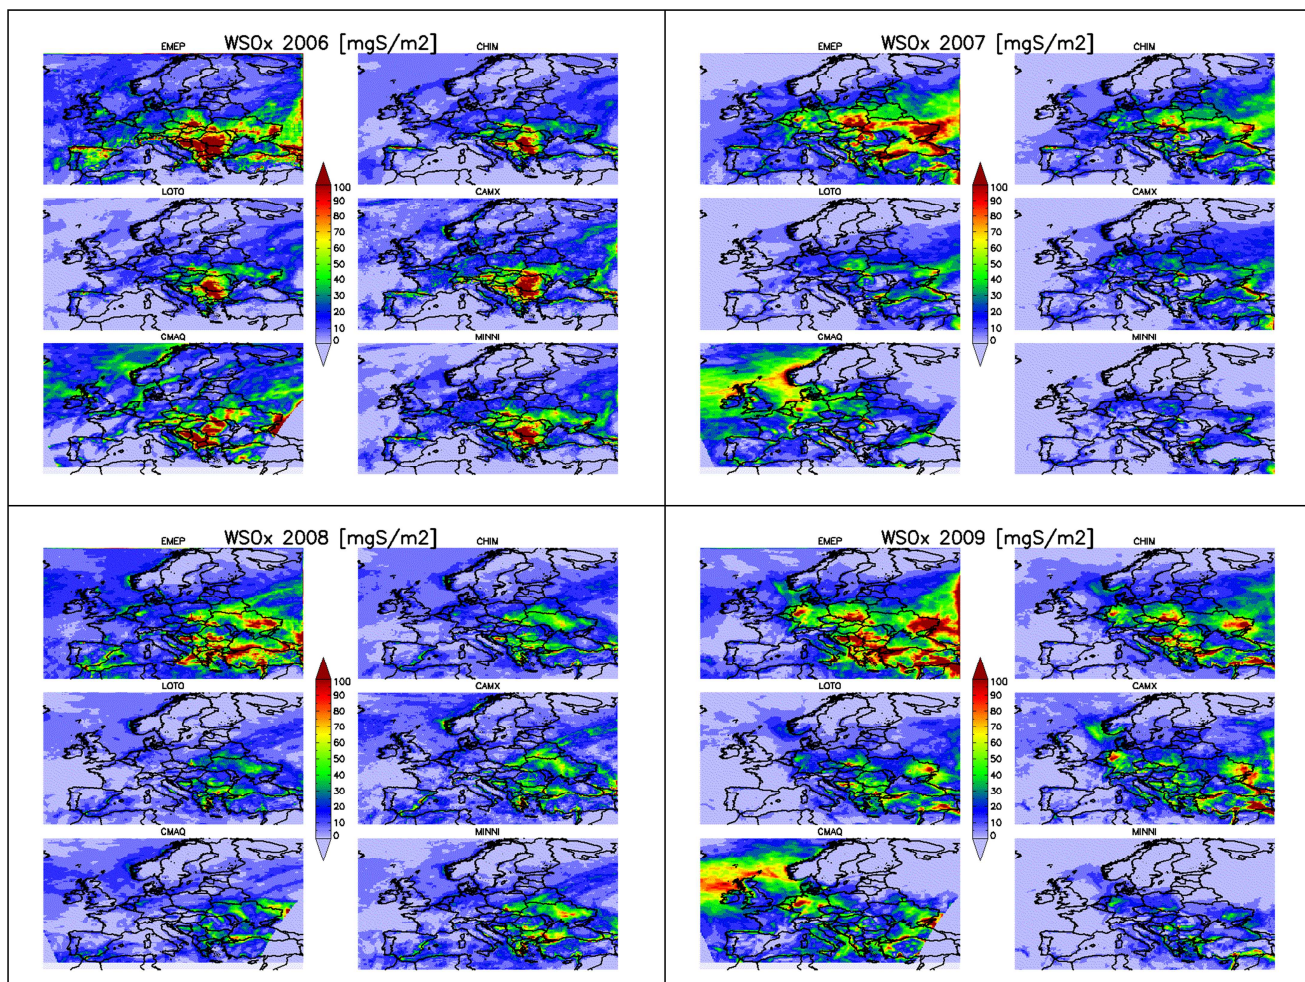 WSOx 2006 [mgS/m2]
EMEP
CHIM
LOTO
CAMX
100
90
80
70
60
50
40
30
20
10
0
CMAQ
MINNI
WSOx 2007 [mgS/m2]
EMEP
CHIM
LOTO
CAMX
100
90
80
70
60
50
40
30
20
10
0
CMAQ
MINNI
WSOx 2008 [mgS/m2]
EMEP
CHIM
LOTO
CAMX
100
90
80
70
60
50
40
30
20
10
0
CMAQ
MINNI
WSOx 2009 [mgS/m2]
EMEP
CHIM
LOTO
CAMX
100
90
80
70
60
50
40
30
20
10
0
CMAQ
MINNI